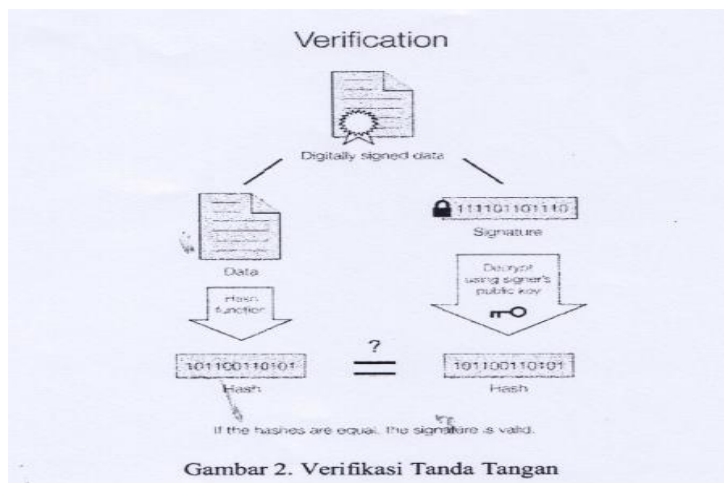 Verification
Digitally signed data
111101101110
Signature
Data
Decrypt
using signer's
public key
Hash
function
?
101100110101
101100110101
Hash
Hash
If the hashes are equal, the signature is valid.
Gambar 2. Verifikasi Tanda Tangan